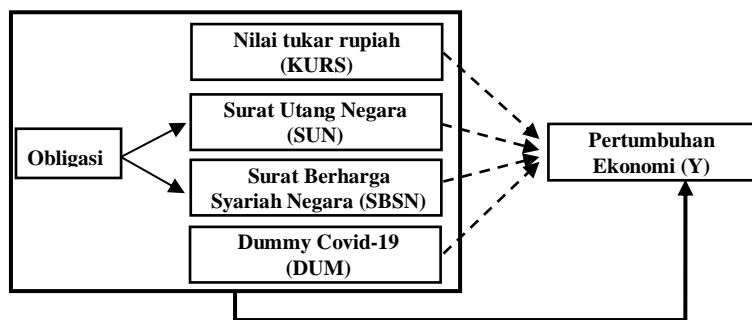 Nilai tukar rupiah
(KURS)
Surat Utang Negara
(SUN)
Obligasi
Surat Berharga
Syariah Negara (SBSN)
Dummy Covid-19
(DUM)
Pertumbuhan
Ekonomi (Y)